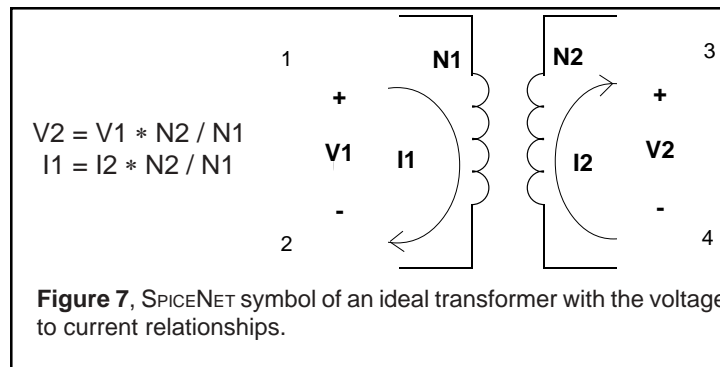 1
N1
N2
3
+
+
V2 = V1 * N2 / N1
I1 = I2 * N2 / N1
V1
I1
I2
V2
-
-
2
4
Figure 7, SPICENET symbol of an ideal transformer with the voltage
to current relationships.